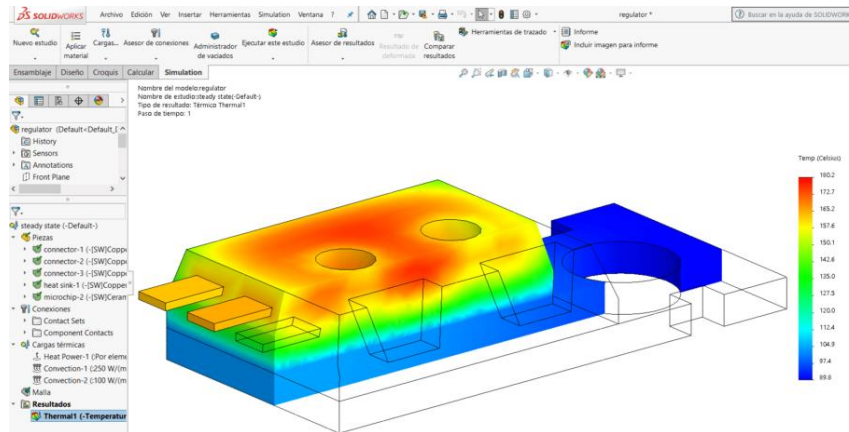 SOLIDWORKS Archivo Edición Ver Insertar Herramientas Simulation Ventana ? regulator * Buscar en la ayuda de SOLIDWOR
Nuevo estudio Aplicar material Cargas... Asesor de conexiones Administrador de vaciados Ejecutar este estudio Asesor de resultados Resultado de deformada Comparar resultados Herramientas de trazado Informe
Incluir imagen para informe
Ensamblaje Diseño Croquis Calcular Simulation
Nombre del modelo:regulator
Nombre de estudio:steady state(-Default-)
Tipo de resultado: Térmico Thermal1
Paso de tiempo: 1
regulator (Default<Default_
History
Sensors
Annotations
Front Plane
steady state (-Default-)
Piezas
connector-1 (-[SW]Coppe
connector-2 (-[SW]Coppe
connector-3 (-[SW]Coppe
heat sink-1 (-[SW]Copper
microchip-2 (-[SW]Ceram
Conexiones
Contact Sets
Component Contacts
Cargas térmicas
Heat Power-1 (:Por eleme
Convection-1 (:250 W/(m
Convection-2 (:100 W/(m
Malla
Resultados
Thermal1 (-Temperatur
Temp (Celsius)
180.2
172.7
165.2
157.6
150.1
142.6
135.0
127.5
120.0
112.4
104.9
97.4
89.8